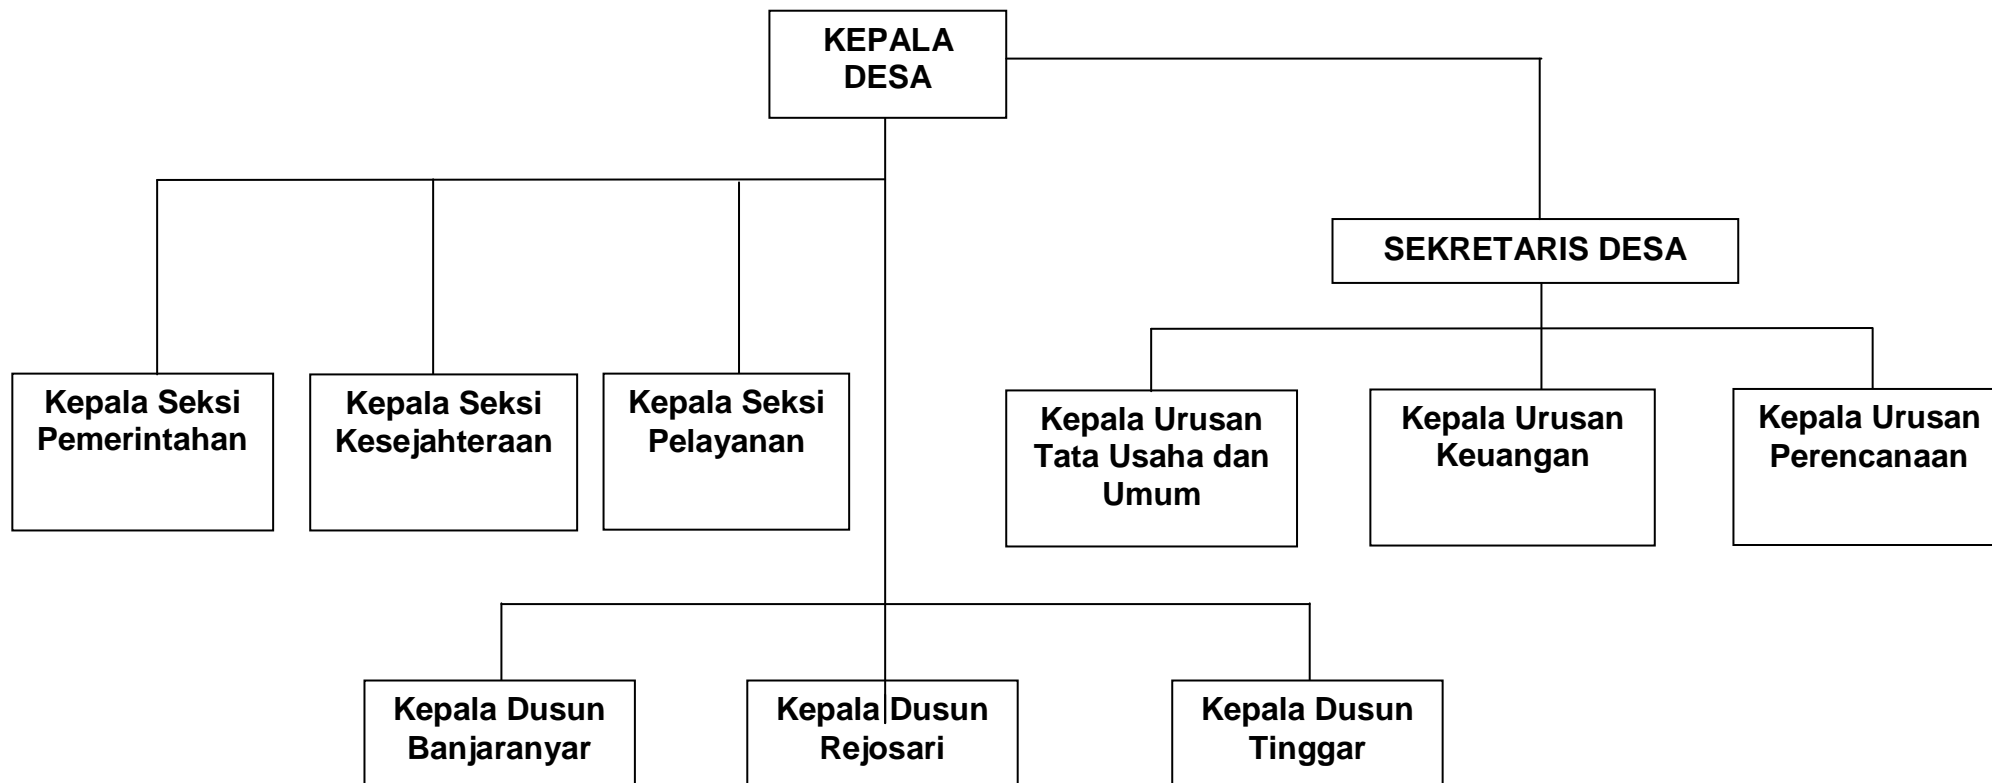 KEPALA
DESA
SEKRETARIS DESA
Kepala Seksi
Pemerintahan
Kepala Seksi
Kesejahteraan
Kepala Seksi
Pelayanan
Kepala Urusan
Tata Usaha dan
Umum
Kepala Urusan
Keuangan
Kepala Urusan
Perencanaan
Kepala Dusun
Banjaranyar
Kepala Dusun
Rejosari
Kepala Dusun
Tinggar